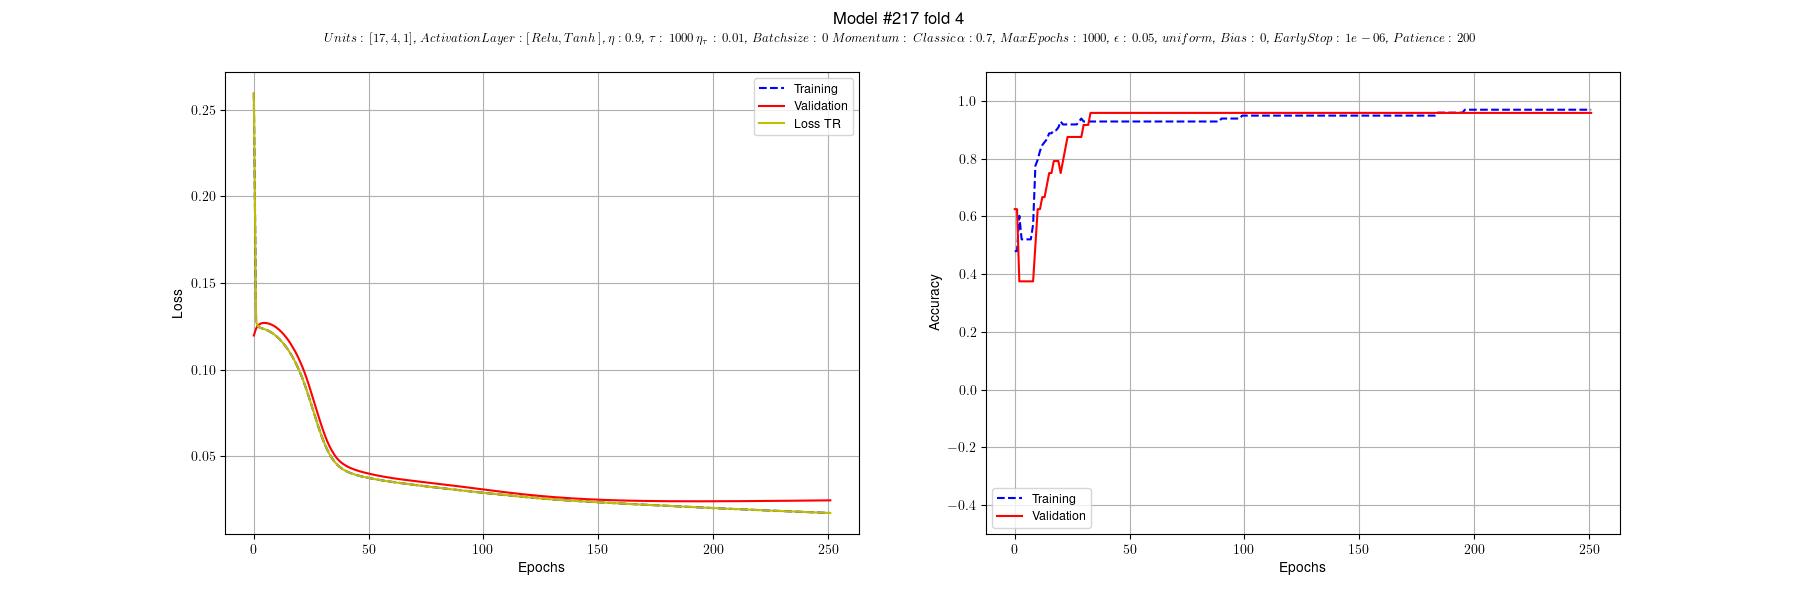 Model #217 fold 4
Units : [17, 4, 1], ActivationLayer : [Relu, Tanh], η : 0.9, τ : 1000 η_τ : 0.01, Batchsize : 0 Momentum : Classicα : 0.7, MaxEpochs : 1000, ϵ : 0.05, uniform, Bias : 0, EarlyStop : 1e − 06, Patience : 200
Training
Validation
Loss TR
0.25
0.20
0.15
0.10
0.05
Loss
0 50 100 150 200 250
Epochs
1.0
0.8
0.6
0.4
0.2
0.0
−0.2
−0.4
Accuracy
Training
Validation
0 50 100 150 200 250
Epochs